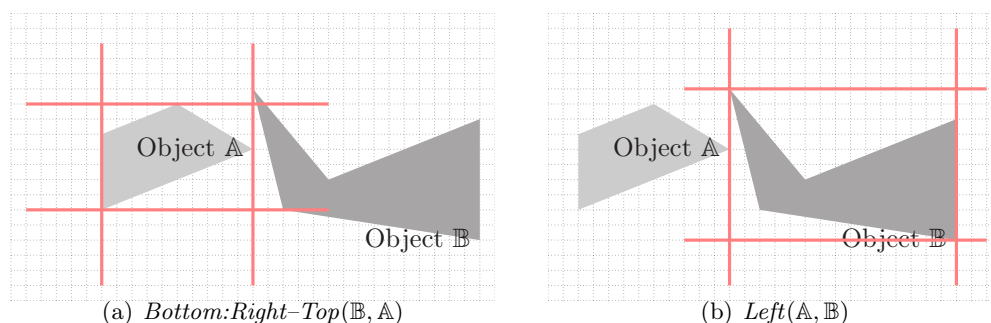 Object 𝔸
Object 𝔹
(a) Bottom:Right–Top(𝔹, 𝔸)
Object 𝔸
Object 𝔹
(b) Left(𝔸, 𝔹)